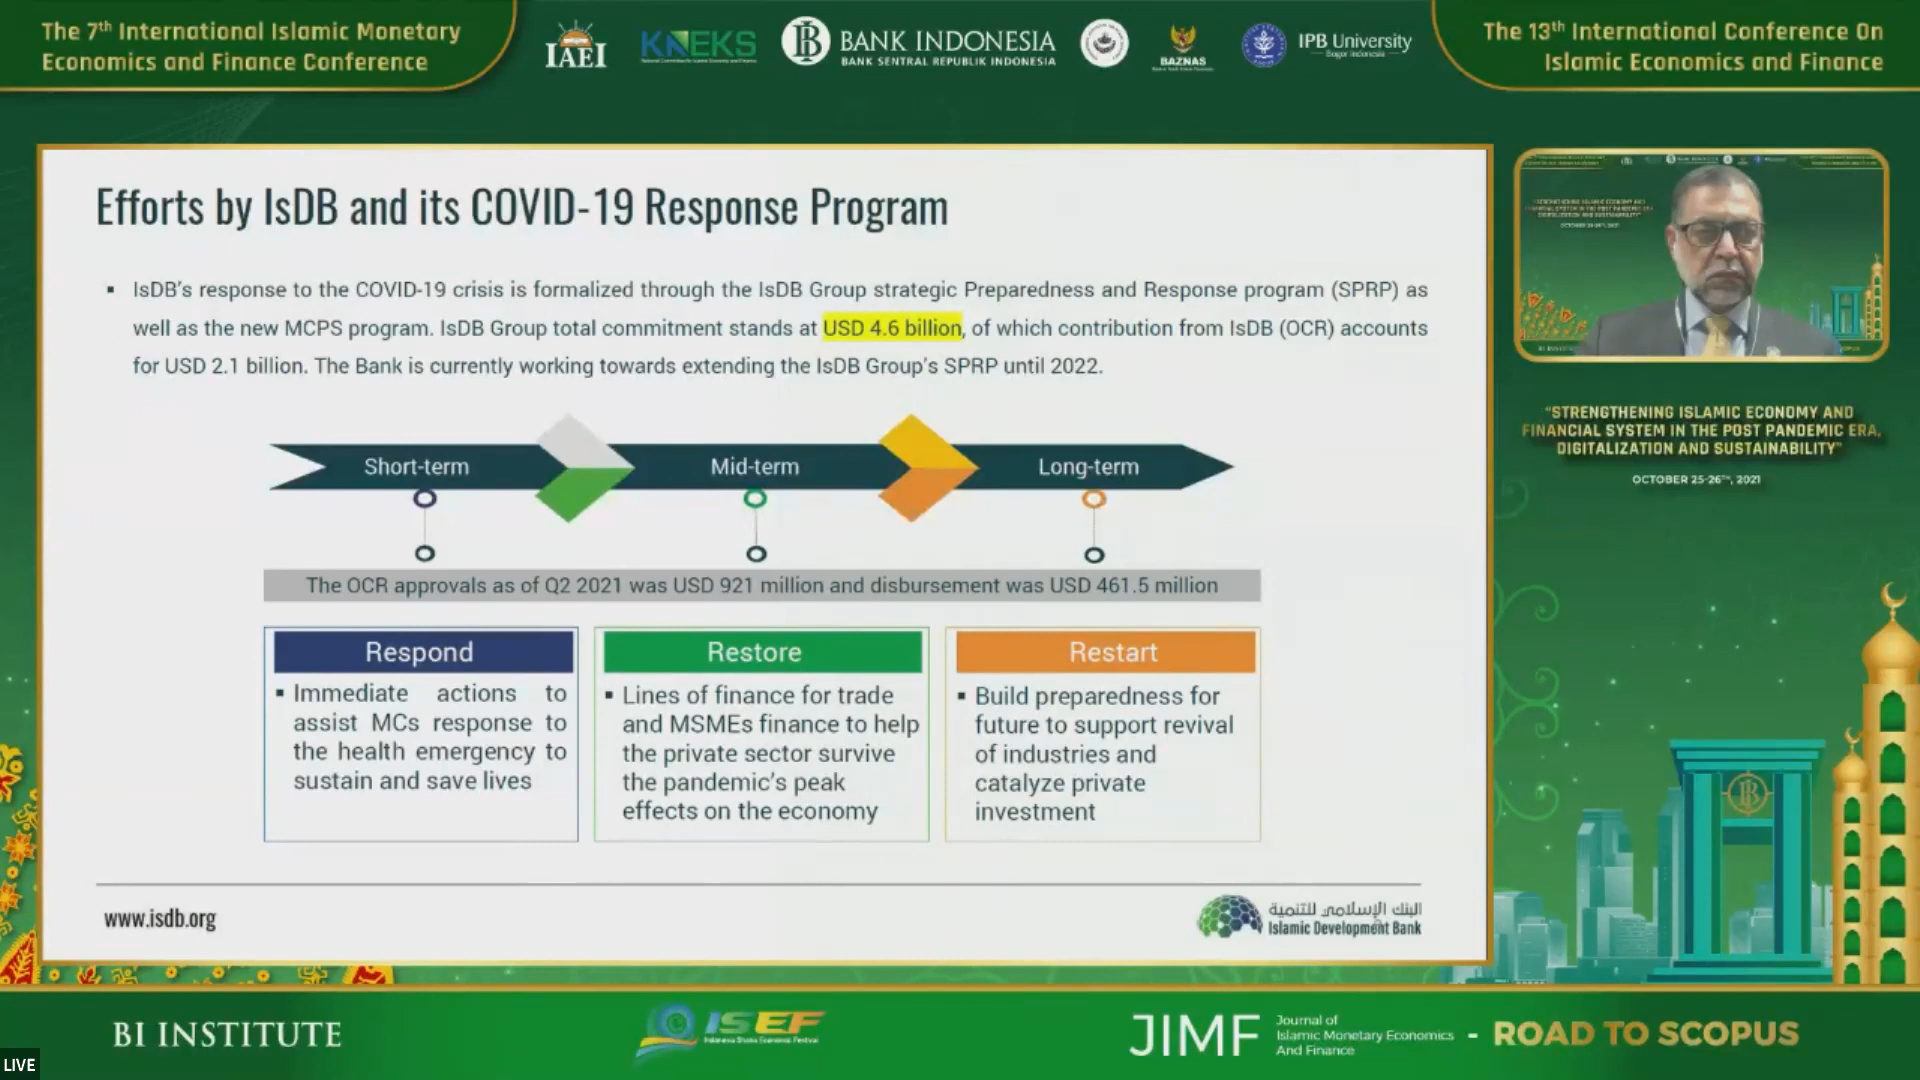 The 7th International Islamic Monetary
Economics and Finance Conference
IAEI
KNEKS
BANK INDONESIA
BANK SENTRAL REPUBLIK INDONESIA
BAZNAS
IPB University
Bogor Indonesia
The 13th International Conference On
Islamic Economics and Finance
Efforts by IsDB and its COVID-19 Response Program
▪ IsDB's response to the COVID-19 crisis is formalized through the IsDB Group strategic Preparedness and Response program (SPRP) as
well as the new MCPS program. IsDB Group total commitment stands at USD 4.6 billion, of which contribution from IsDB (OCR) accounts
for USD 2.1 billion. The Bank is currently working towards extending the IsDB Group's SPRP until 2022.
Short-term
Mid-term
Long-term
The OCR approvals as of Q2 2021 was USD 921 million and disbursement was USD 461.5 million
Respond
▪ Immediate actions to
assist MCs response to
the health emergency to
sustain and save lives
Restore
▪ Lines of finance for trade
and MSMEs finance to help
the private sector survive
the pandemic's peak
effects on the economy
Restart
▪ Build preparedness for
future to support revival
of industries and
catalyze private
investment
www.isdb.org
البنك الإسلامي للتنمية
Islamic Development Bank
"STRENGTHENING ISLAMIC ECONOMY AND
FINANCIAL SYSTEM IN THE POST PANDEMIC ERA,
DIGITALIZATION AND SUSTAINABILITY"
OCTOBER 25-26TH, 2021
BI INSTITUTE
ISEF
Indonesia Sharia Economic Festival
JIMF
Journal of
Islamic Monetary Economics
And Finance
- ROAD TO SCOPUS
LIVE